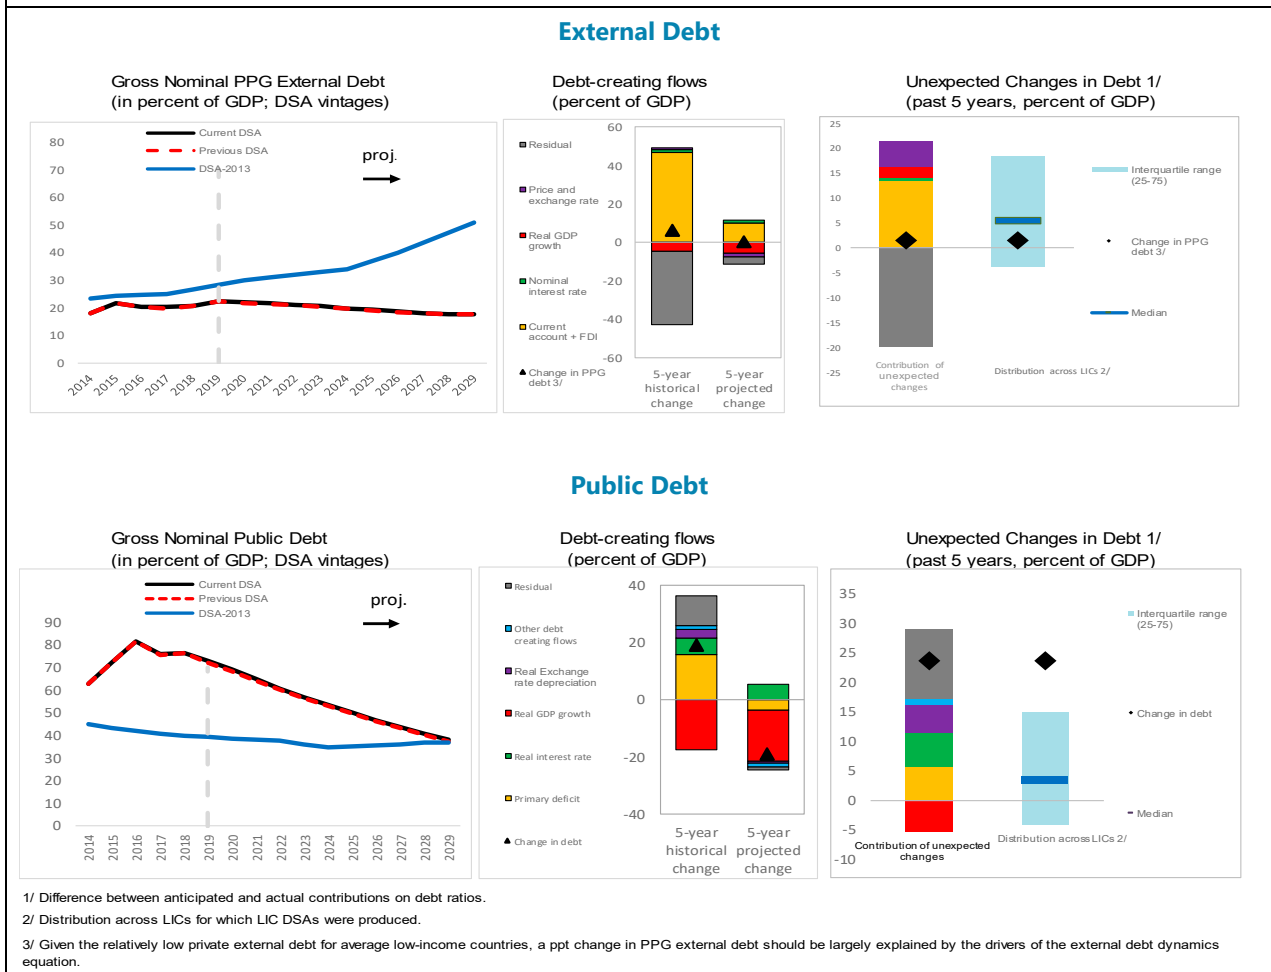 External Debt
Gross Nominal PPG External Debt
(in percent of GDP; DSA vintages)
Current DSA
Previous DSA
DSA-2013
proj.
80
70
60
50
40
30
20
10
0
2014
2015
2016
2017
2018
2019
2020
2021
2022
2023
2024
2025
2026
2027
2028
2029
Debt-creating flows
(percent of GDP)
Residual
Price and
exchange rate
Real GDP
growth
Nominal
interest rate
Current
account + FDI
Change in PPG
debt 3/
60
40
20
0
-20
-40
-60
5-year
historical
change
5-year
projected
change
Unexpected Changes in Debt 1/
(past 5 years, percent of GDP)
25
20
15
10
5
0
-5
-10
-15
-20
-25
Contribution of
unexpected
changes
Distribution across LICs 2/
Interquartile range
(25-75)
Change in PPG
debt 3/
Median
Public Debt
Gross Nominal Public Debt
(in percent of GDP; DSA vintages)
Current DSA
Previous DSA
DSA-2013
proj.
90
80
70
60
50
40
30
20
10
0
2014
2015
2016
2017
2018
2019
2020
2021
2022
2023
2024
2025
2026
2027
2028
2029
Debt-creating flows
(percent of GDP)
Residual
Other debt
creating flows
Real Exchange
rate depreciation
Real GDP growth
Real interest rate
Primary deficit
Change in debt
40
20
0
-20
-40
5-year
historical
change
5-year
projected
change
Unexpected Changes in Debt 1/
(past 5 years, percent of GDP)
35
30
25
20
15
10
5
0
-5
-10
Contribution of unexpected
changes
Distribution across LICs 2/
Interquartile range
(25-75)
Change in debt
Median
1/ Difference between anticipated and actual contributions on debt ratios.
2/ Distribution across LICs for which LIC DSAs were produced.
3/ Given the relatively low private external debt for average low-income countries, a ppt change in PPG external debt should be largely explained by the drivers of the external debt dynamics
equation.